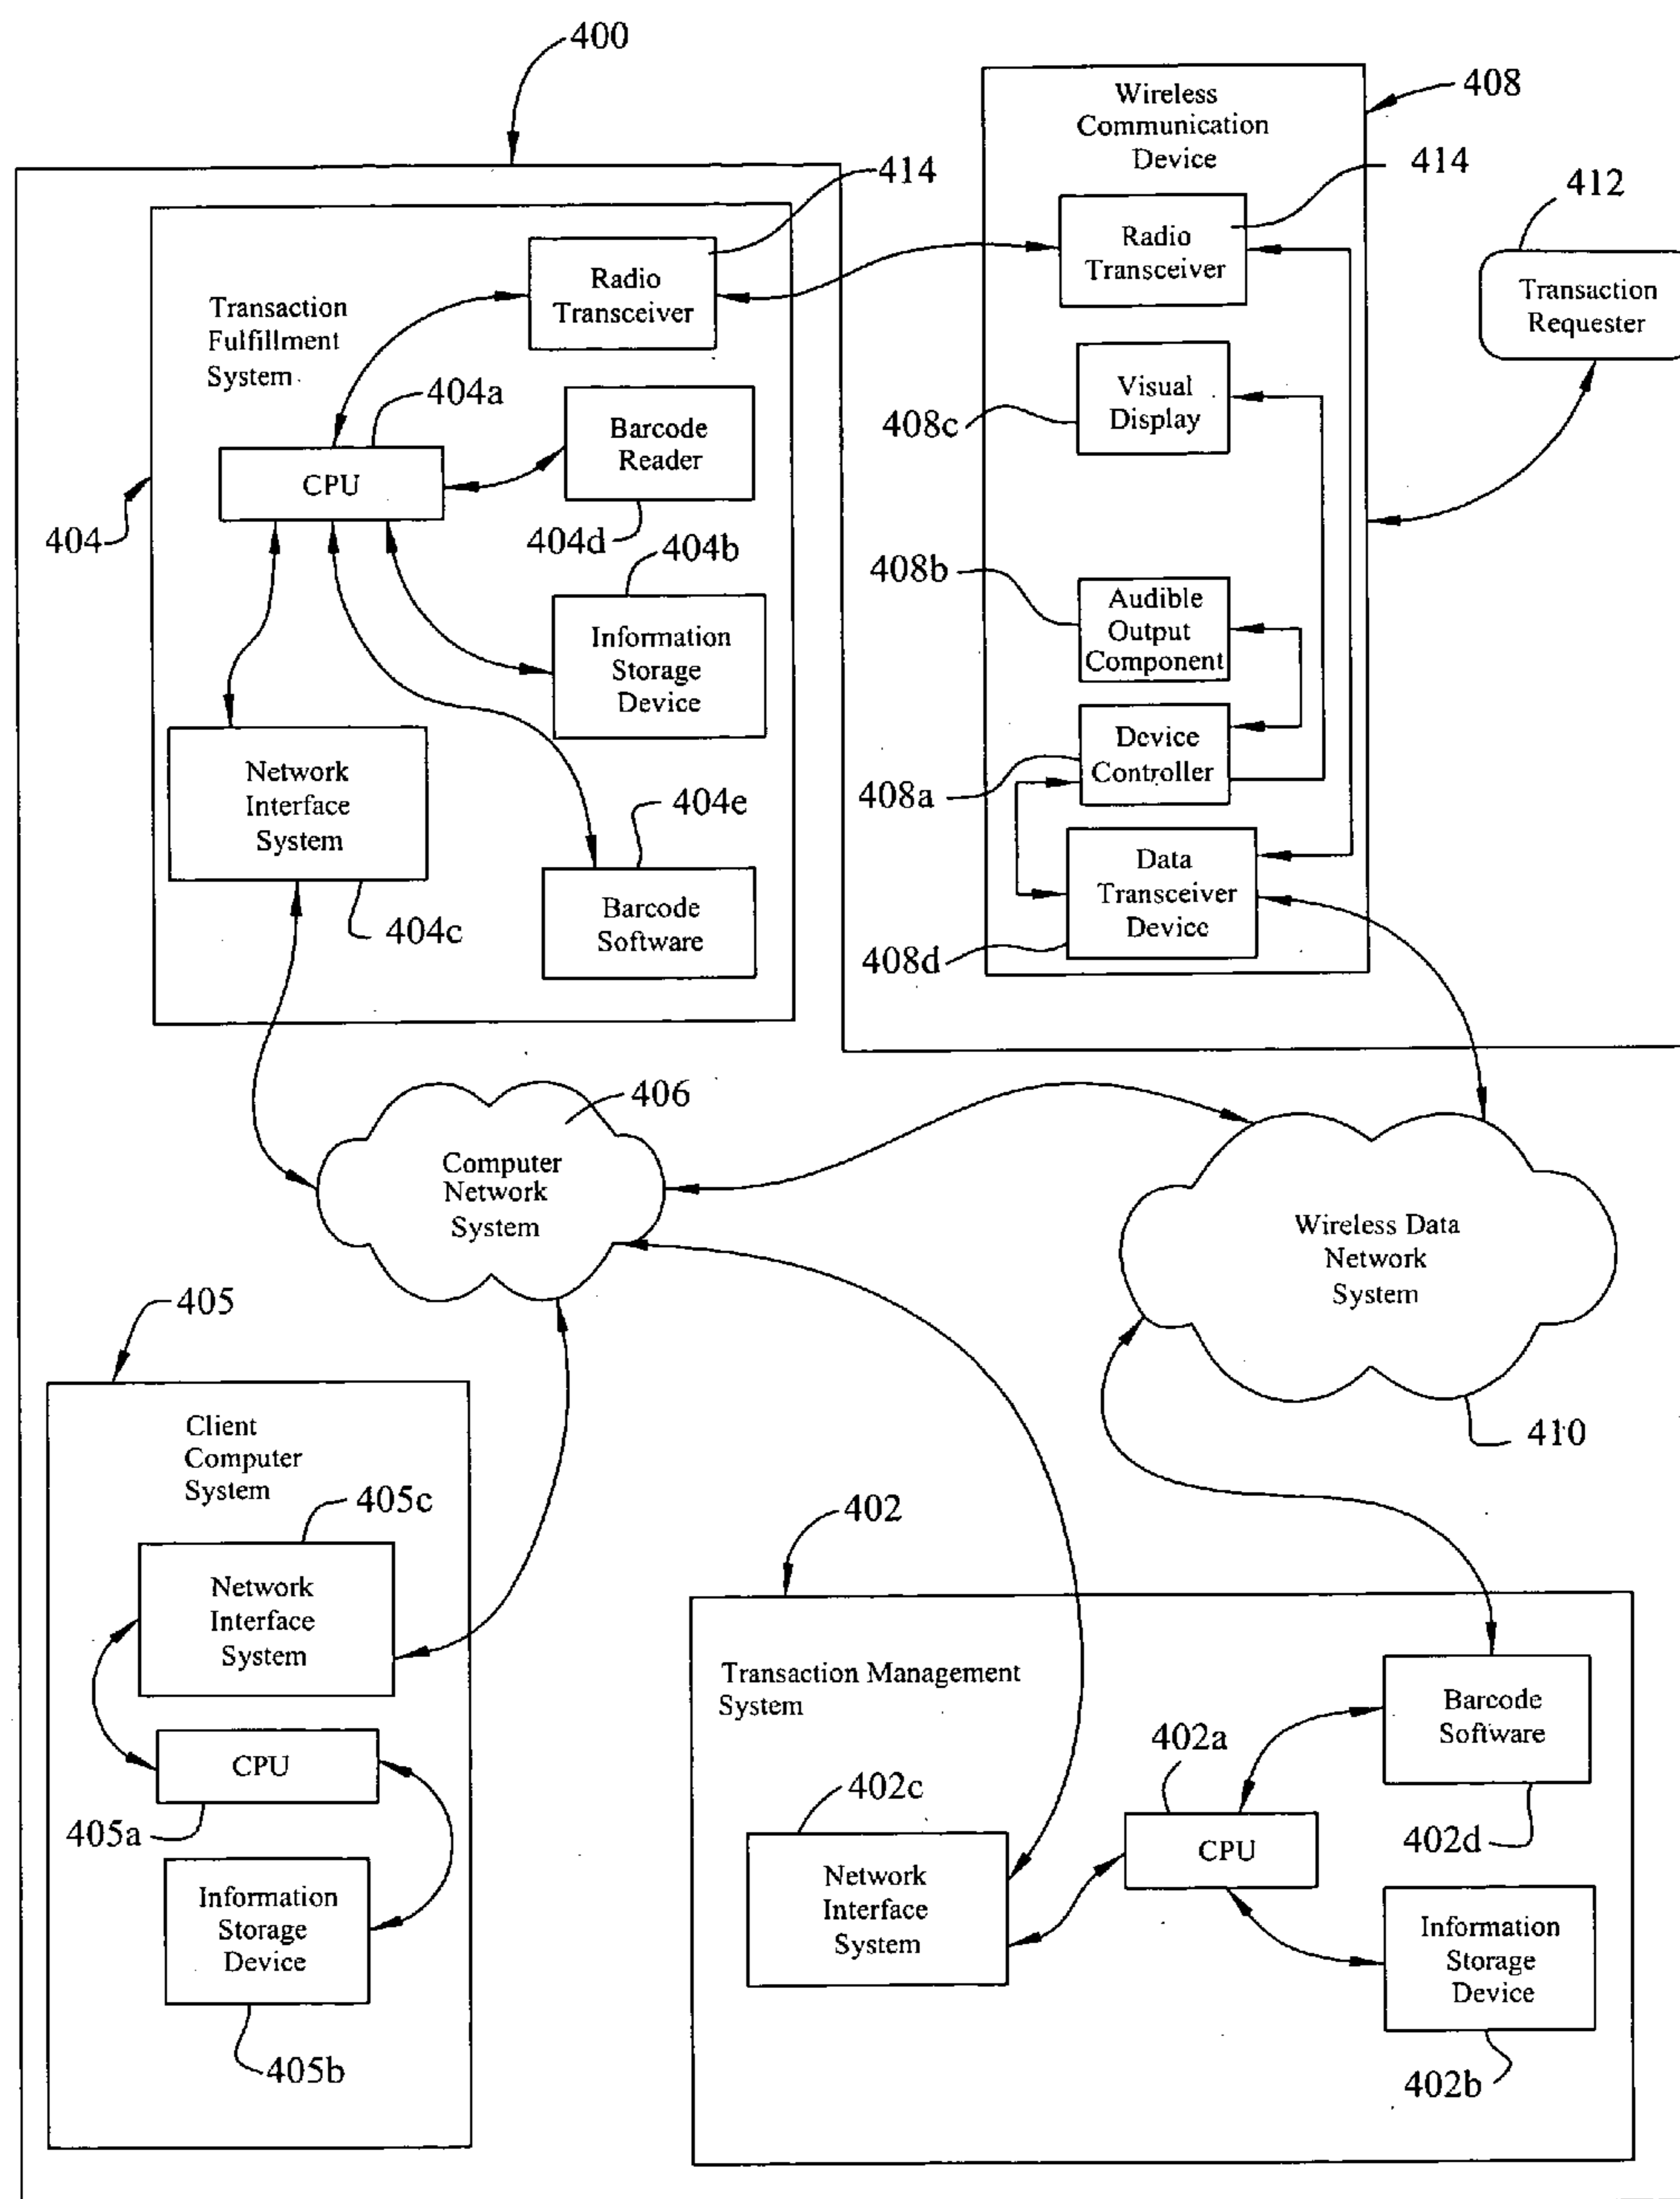 400
Wireless
Communication
Device
408
414
414
412
Radio
Transceiver
Radio
Transceiver
Transaction
Requester
Transaction
Fulfillment
System
404a
Visual
Display
408c
Barcode
Reader
CPU
404
404d
404b
408b
Audible
Output
Component
Information
Storage
Device
Device
Controller
408a
Network
Interface
System
404e
Data
Transceiver
Device
404c
Barcode
Software
408d
406
Computer
Network
System
Wireless Data
Network
System
405
410
Client
Computer
System
405c
402
Network
Interface
System
Transaction Management
System
Barcode
Software
402a
CPU
402c
405a
402d
CPU
Network
Interface
System
Information
Storage
Device
Information
Storage
Device
405b
402b